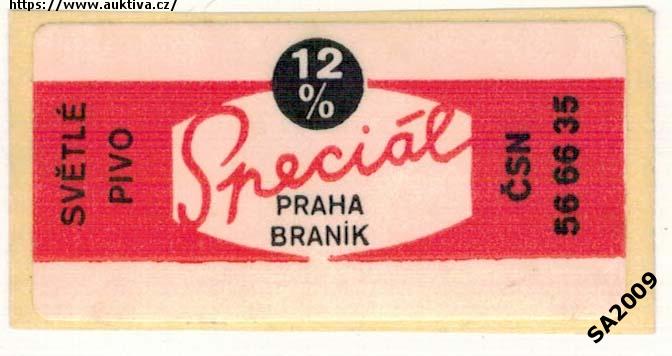 https://www.auktiva.cz/
12
%
SVĚTLÉ
PIVO
Speciál
PRAHA
BRANÍK
ČSN
56 66 35
SA2009